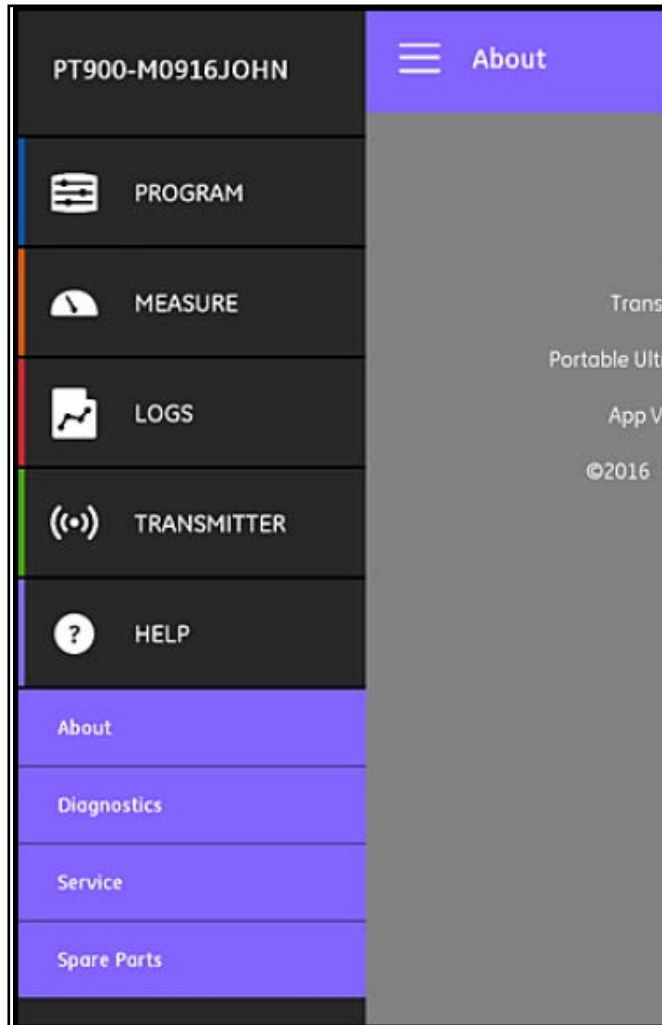 PT900-M0916JOHN
PROGRAM
MEASURE
LOGS
TRANSMITTER
? HELP
About
Diagnostics
Service
Spare Parts
About
Trans
Portable Ult
App V
©2016